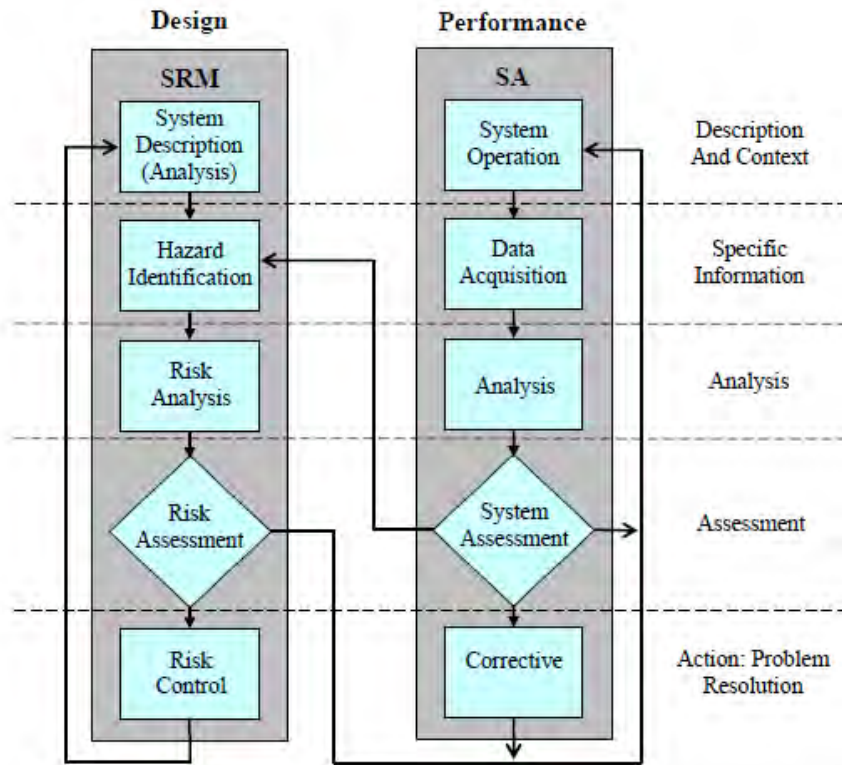 Design
Performance
SRM
SA
System
Description
(Analysis)
System
Operation
Description
And Context
Hazard
Identification
Data
Acquisition
Specific
Information
Risk
Analysis
Analysis
Analysis
Risk
Assessment
System
Assessment
Assessment
Risk
Control
Corrective
Action: Problem
Resolution